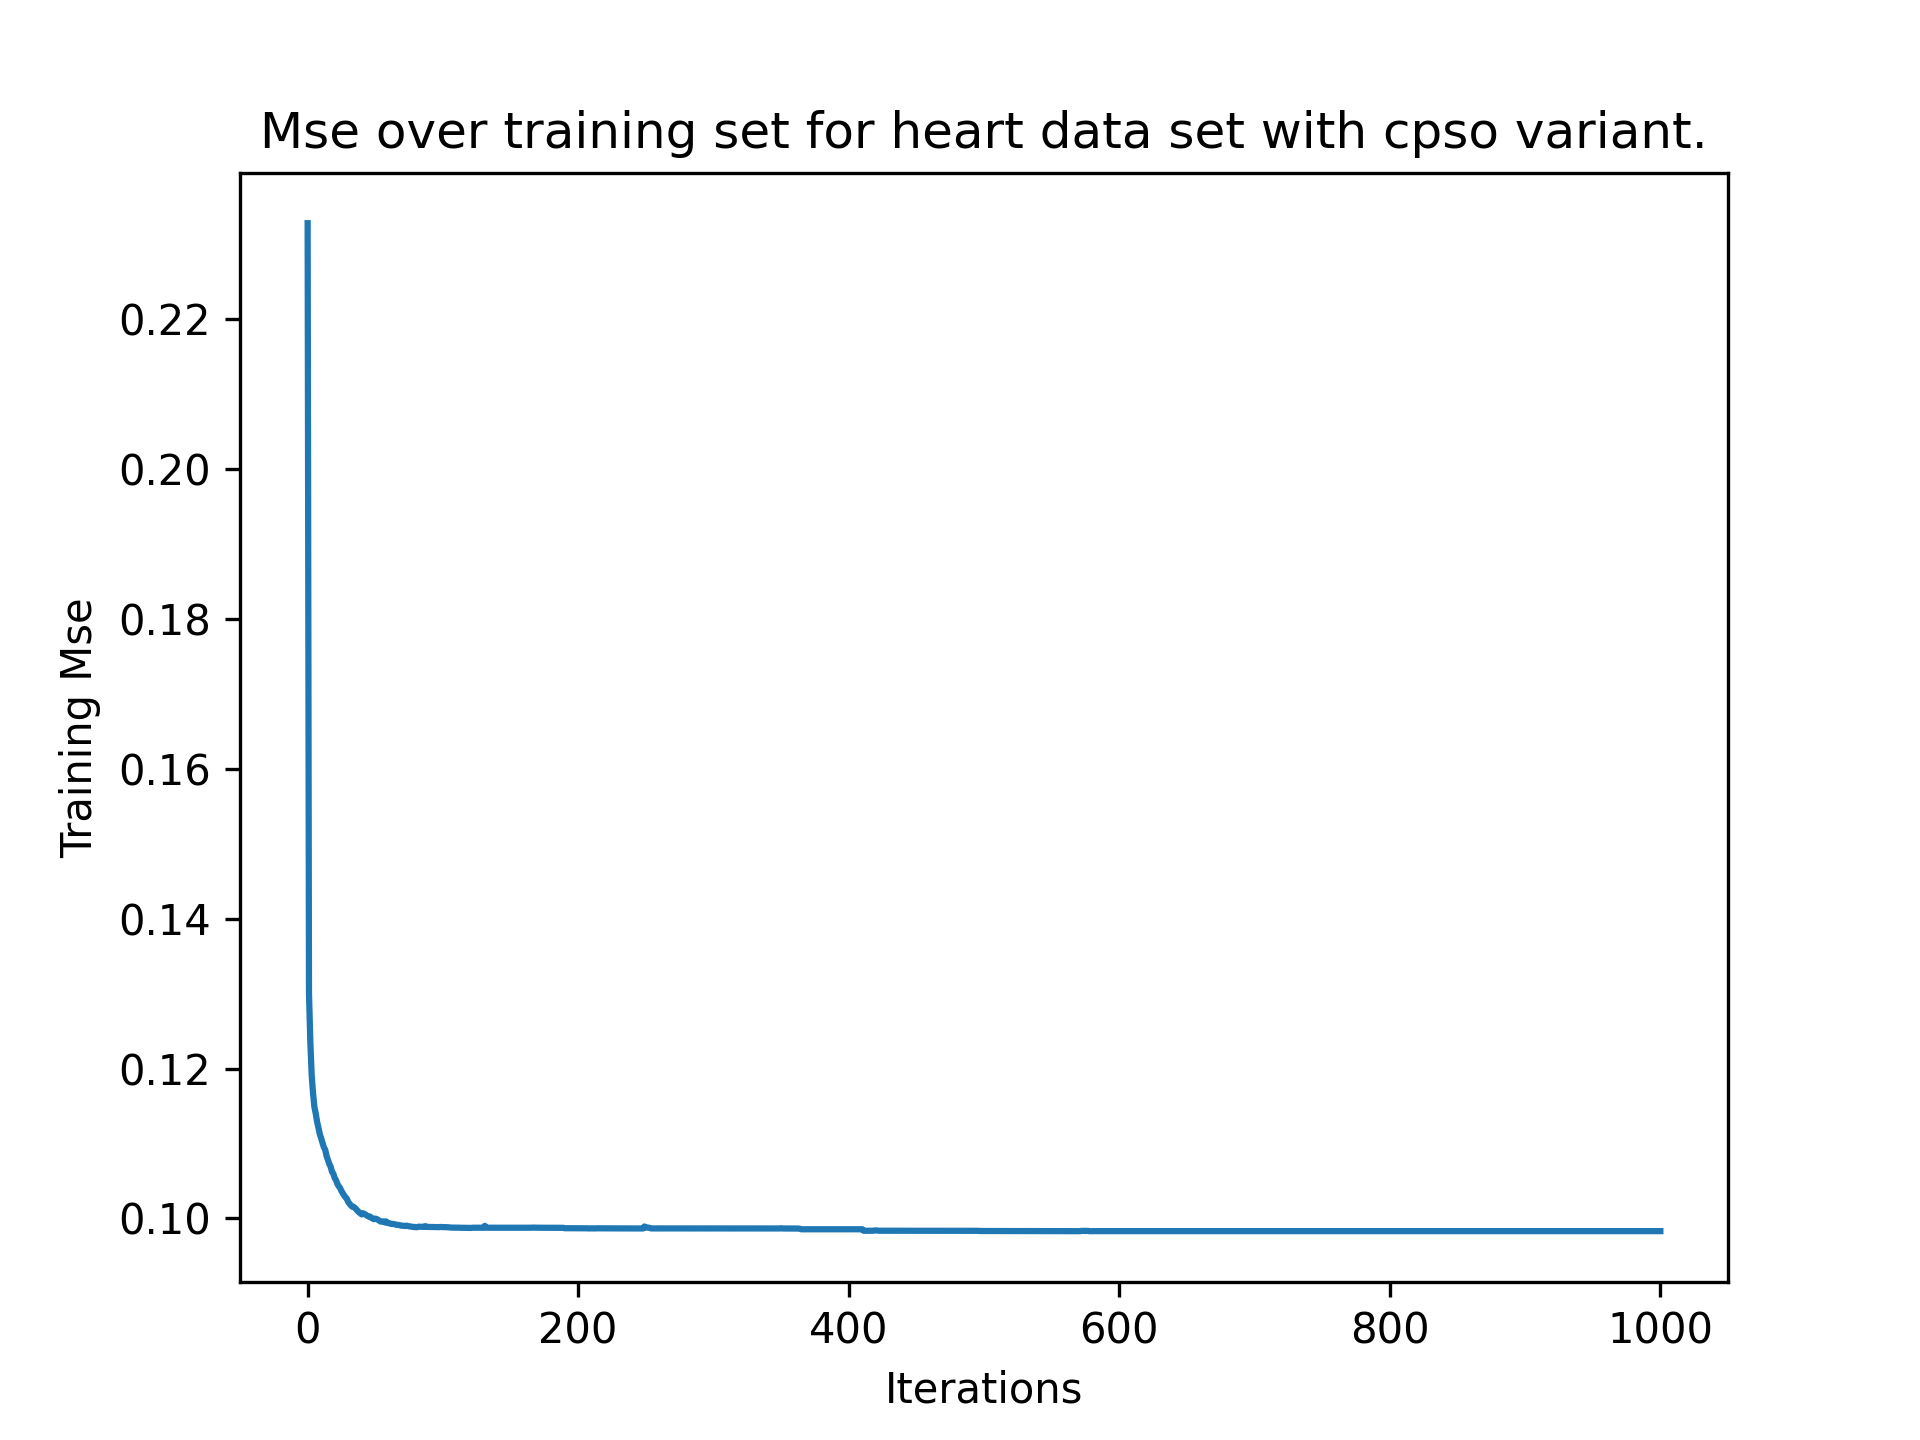 Mse over training set for heart data set with cpso variant.
Training Mse
0.22
0.20
0.18
0.16
0.14
0.12
0.10
0 200 400 600 800 1000
Iterations